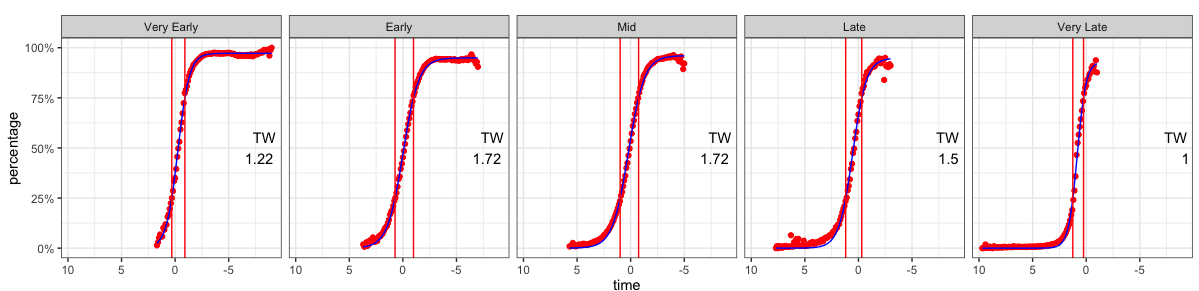 Very Early Early Mid Late Very Late
percentage
100%
75%
50%
25%
0%
TW
1.22
TW
1.72
TW
1.72
TW
1.5
TW
1
10 5 0 -5 10 5 0 -5 10 5 0 -5 10 5 0 -5 10 5 0 -5
time